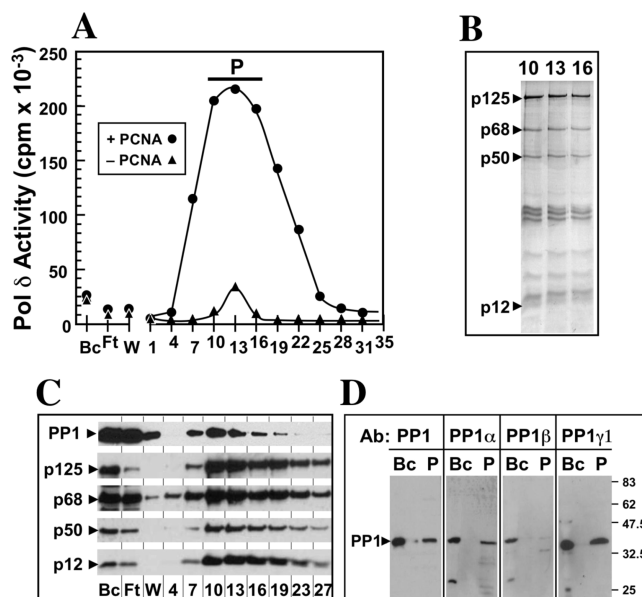 A
Pol δ Activity (cpm x 10-3)
250
200
150
100
50
0
P
+ PCNA
– PCNA
Bc Ft W 1 4 7 10 13 16 19 22 25 28 31 35
B
10 13 16
p125
p68
p50
p12
C
PP1
p125
p68
p50
p12
Bc Ft W 4 7 10 13 16 19 23 27
D
Ab: PP1 PP1α PP1β PP1γ1
Bc P Bc P Bc P Bc P
PP1
83
62
47.5
32.5
25